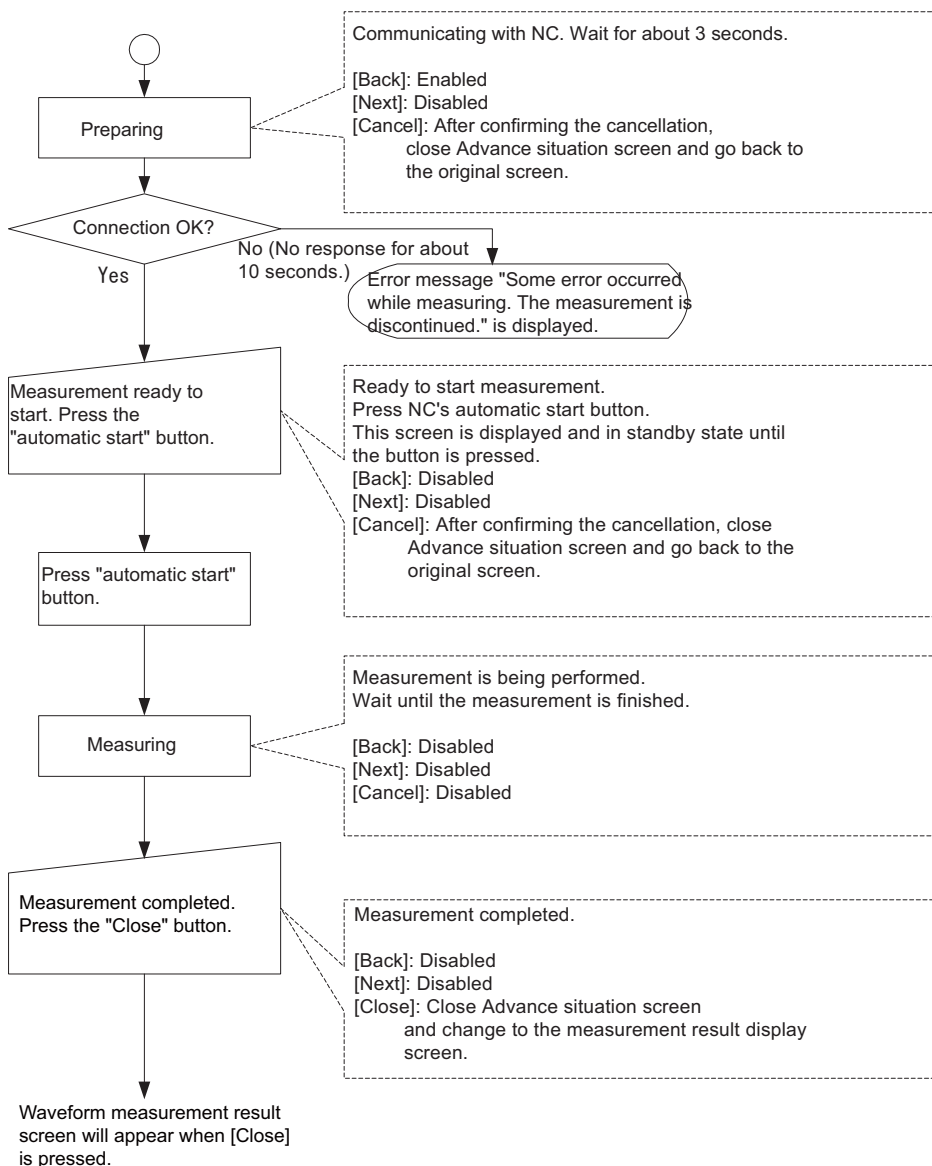 Communicating with NC. Wait for about 3 seconds.
[Back]: Enabled
[Next]: Disabled
[Cancel]: After confirming the cancellation,
close Advance situation screen and go back to
the original screen.
Preparing
Connection OK?
No (No response for about
10 seconds.)
Yes
Error message "Some error occurred
while measuring. The measurement is
discontinued." is displayed.
Measurement ready to
start. Press the
"automatic start" button.
Ready to start measurement.
Press NC's automatic start button.
This screen is displayed and in standby state until
the button is pressed.
[Back]: Disabled
[Next]: Disabled
[Cancel]: After confirming the cancellation, close
Advance situation screen and go back to the
original screen.
Press "automatic start"
button.
Measuring
Measurement is being performed.
Wait until the measurement is finished.
[Back]: Disabled
[Next]: Disabled
[Cancel]: Disabled
Measurement completed.
Press the "Close" button.
Measurement completed.
[Back]: Disabled
[Next]: Disabled
[Close]: Close Advance situation screen
and change to the measurement result display
screen.
Waveform measurement result
screen will appear when [Close]
is pressed.